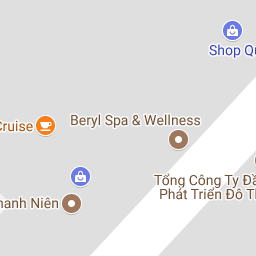 Shop Qu
Beryl Spa & Wellness
Cruise
Tổng Công Ty Đầ
Phát Triển Đô Th
hanh Niên